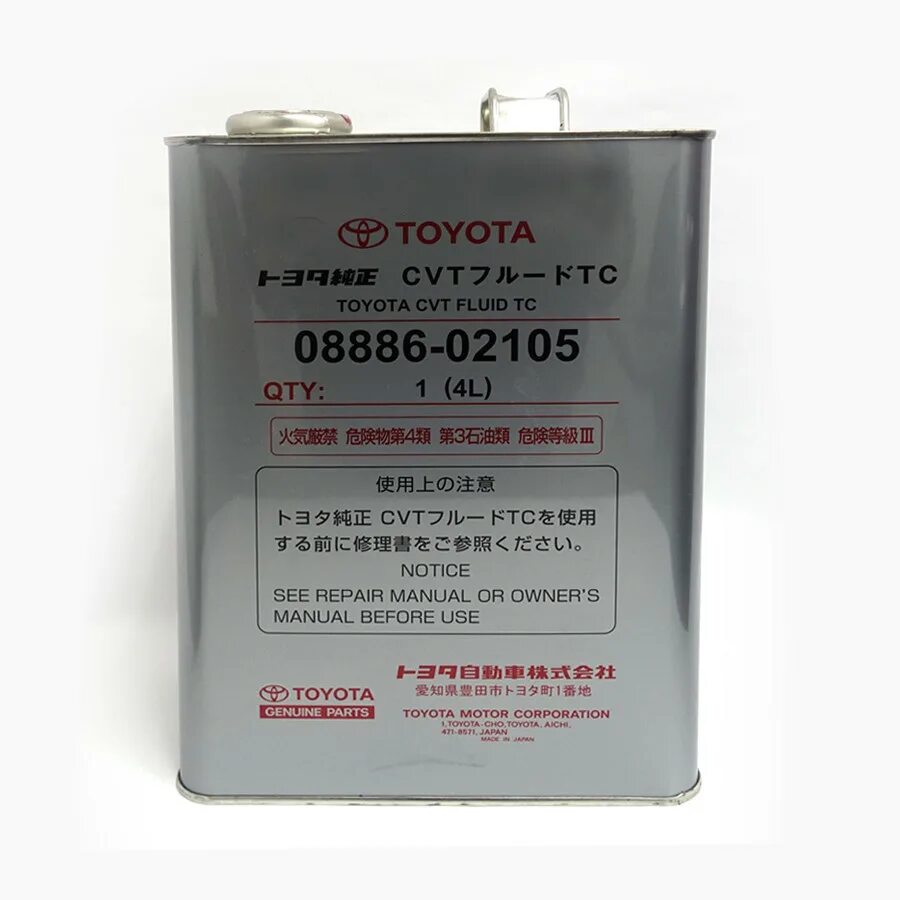 TOYOTA
トヨタ純正 CVTフルードTC
TOYOTA CVT FLUID TC
08886-02105
QTY: 1 (4L)
火気厳禁 危険物第4類 第3石油類 危険等級Ⅲ
使用上の注意
トヨタ純正 CVTフルードTCを使用
する前に修理書をご参照ください。
NOTICE
SEE REPAIR MANUAL OR OWNER'S
MANUAL BEFORE USE
TOYOTA
GENUINE PARTS
トヨタ自動車株式会社
愛知県豊田市トヨタ町1番地
TOYOTA MOTOR CORPORATION
1,TOYOTA-CHO,TOYOTA, AICHI,
471-8571, JAPAN
MADE IN JAPAN